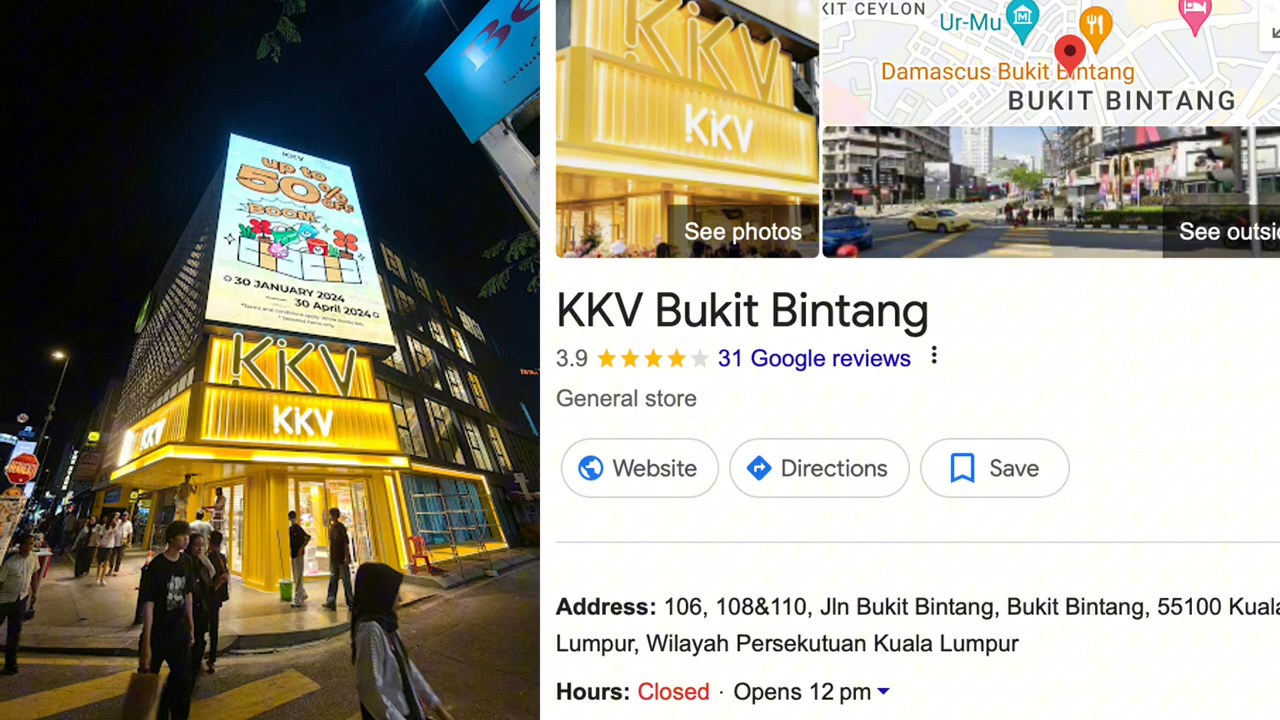 Be
KKV
up to
50%
OFF
BOOM
30 JANUARY 2024
30 April 2024
KKV
KKV
KKV
KKV
KKV
See photos
KIT CEYLON
Ur-Mu
Damascus Bukit Bintang
BUKIT BINTANG
See outsi
KKV Bukit Bintang
3.9 31 Google reviews
General store
Website Directions Save
Address: 106, 108&110, Jln Bukit Bintang, Bukit Bintang, 55100 Kuala
Lumpur, Wilayah Persekutuan Kuala Lumpur
Hours: Closed · Opens 12 pm